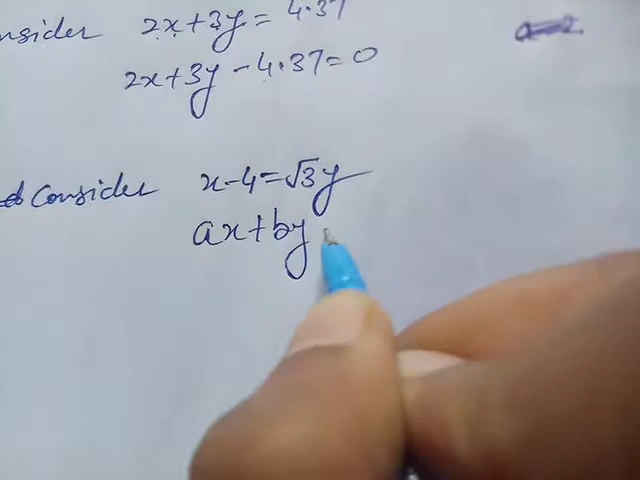 2x+3y = 4.37
2x+3y - 4.37 = 0
Consider x-4=√3y
ax+by